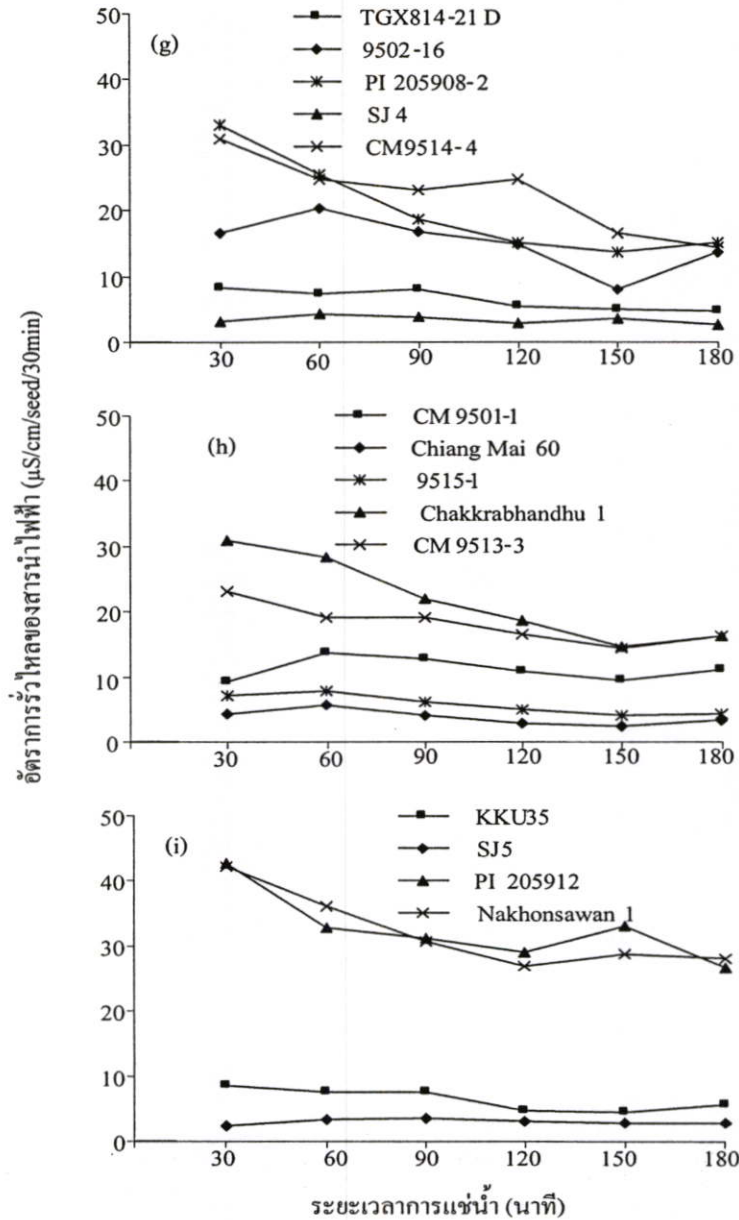 อัตราการรั่วไหลของสารนำไฟฟ้า (µS/cm/seed/30min)
(g)
TGX814-21 D
9502-16
PI 205908-2
SJ 4
CM9514-4
50
40
30
20
10
0
30 60 90 120 150 180
(h)
CM 9501-1
Chiang Mai 60
9515-1
Chakkrabhandhu 1
CM 9513-3
50
40
30
20
10
0
30 60 90 120 150 180
(i)
KKU35
SJ5
PI 205912
Nakhonsawan 1
50
40
30
20
10
0
30 60 90 120 150 180
ระยะเวลาการแช่น้ำ (นาที)